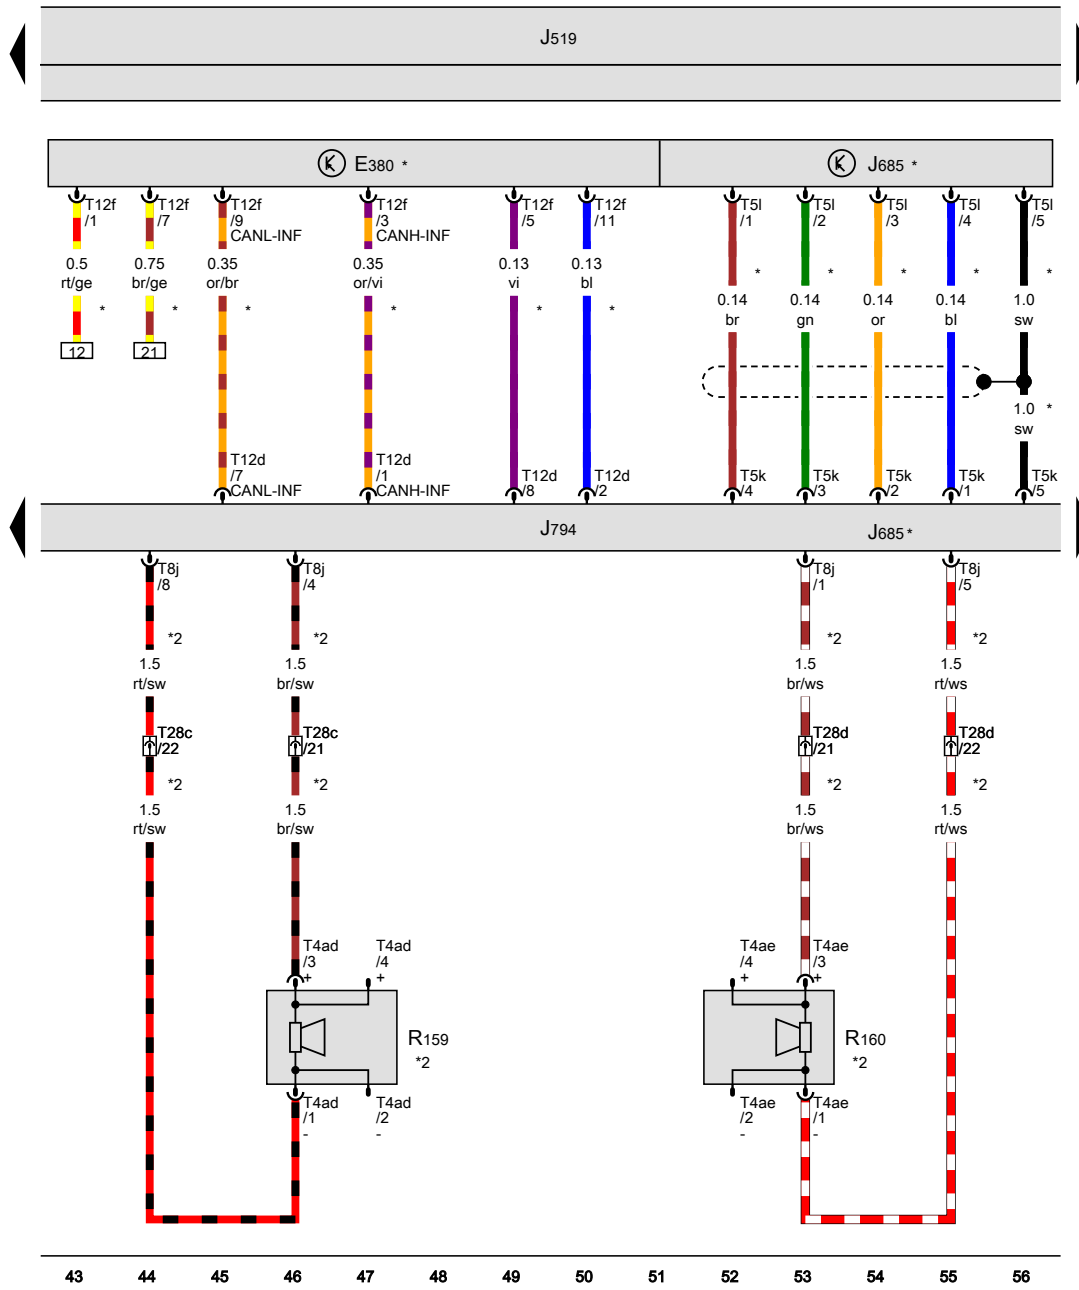 J519
E380 *
J685 *
T12f /1
T12f /7
T12f /9 CANL-INF
T12f /3 CANH-INF
T12f /5
T12f /11
T5l /1
T5l /2
T5l /3
T5l /4
T5l /5
0.5 rt/ge *
0.75 br/ge *
0.35 or/br *
0.35 or/vi *
0.13 vi
0.13 bl *
*
*
*
*
*
0.14 br
0.14 gn
0.14 or
0.14 bl
1.0 sw
12
21
1.0 *
sw
T12d /7 CANL-INF
T12d /1 CANH-INF
T12d /8
T12d /2
T5k /4
T5k /3
T5k /2
T5k /1
T5k /5
J794
J685 *
T8j /8
T8j /4
T8j /1
T8j /5
*2
*2
*2
*2
1.5 rt/sw
1.5 br/sw
1.5 br/ws
1.5 rt/ws
T28c /22
T28c /21
T28d /21
T28d /22
*2
*2
*2
*2
1.5 rt/sw
1.5 br/sw
1.5 br/ws
1.5 rt/ws
T4ad /3 +
T4ad /4 +
T4ae /4 +
T4ae /3 +
R159 *2
R160 *2
T4ad /1 -
T4ad /2 -
T4ae /2 -
T4ae /1 -
43 44 45 46 47 48 49 50 51 52 53 54 55 56